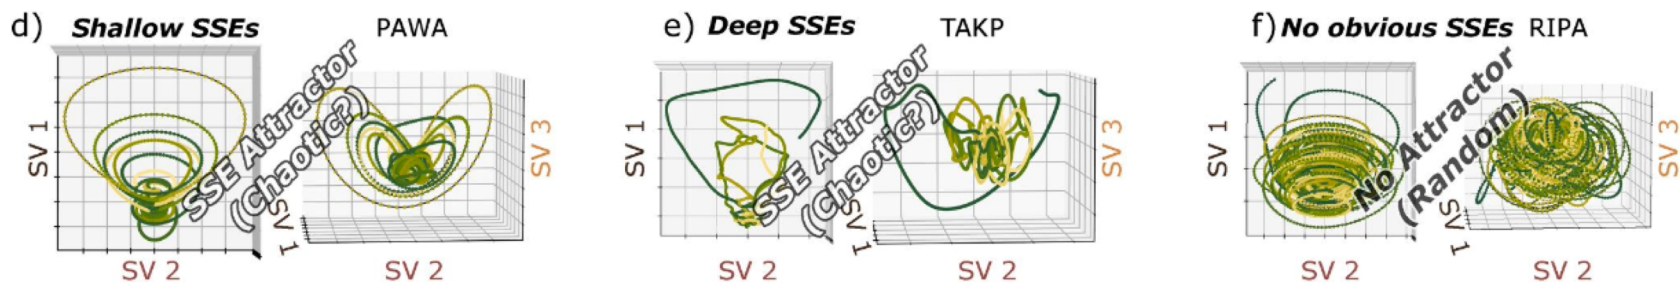 d) Shallow SSEs PAWA
SV 1
SV 2
SSE Attractor
(Chaotic?)
SV 1
SV 2
SV 3
e) Deep SSEs TAKP
SV 1
SV 2
SSE Attractor
(Chaotic?)
SV 1
SV 2
SV 3
f) No obvious SSEs RIPA
SV 1
SV 2
No Attractor
(Random)
SV 1
SV 2
SV 3